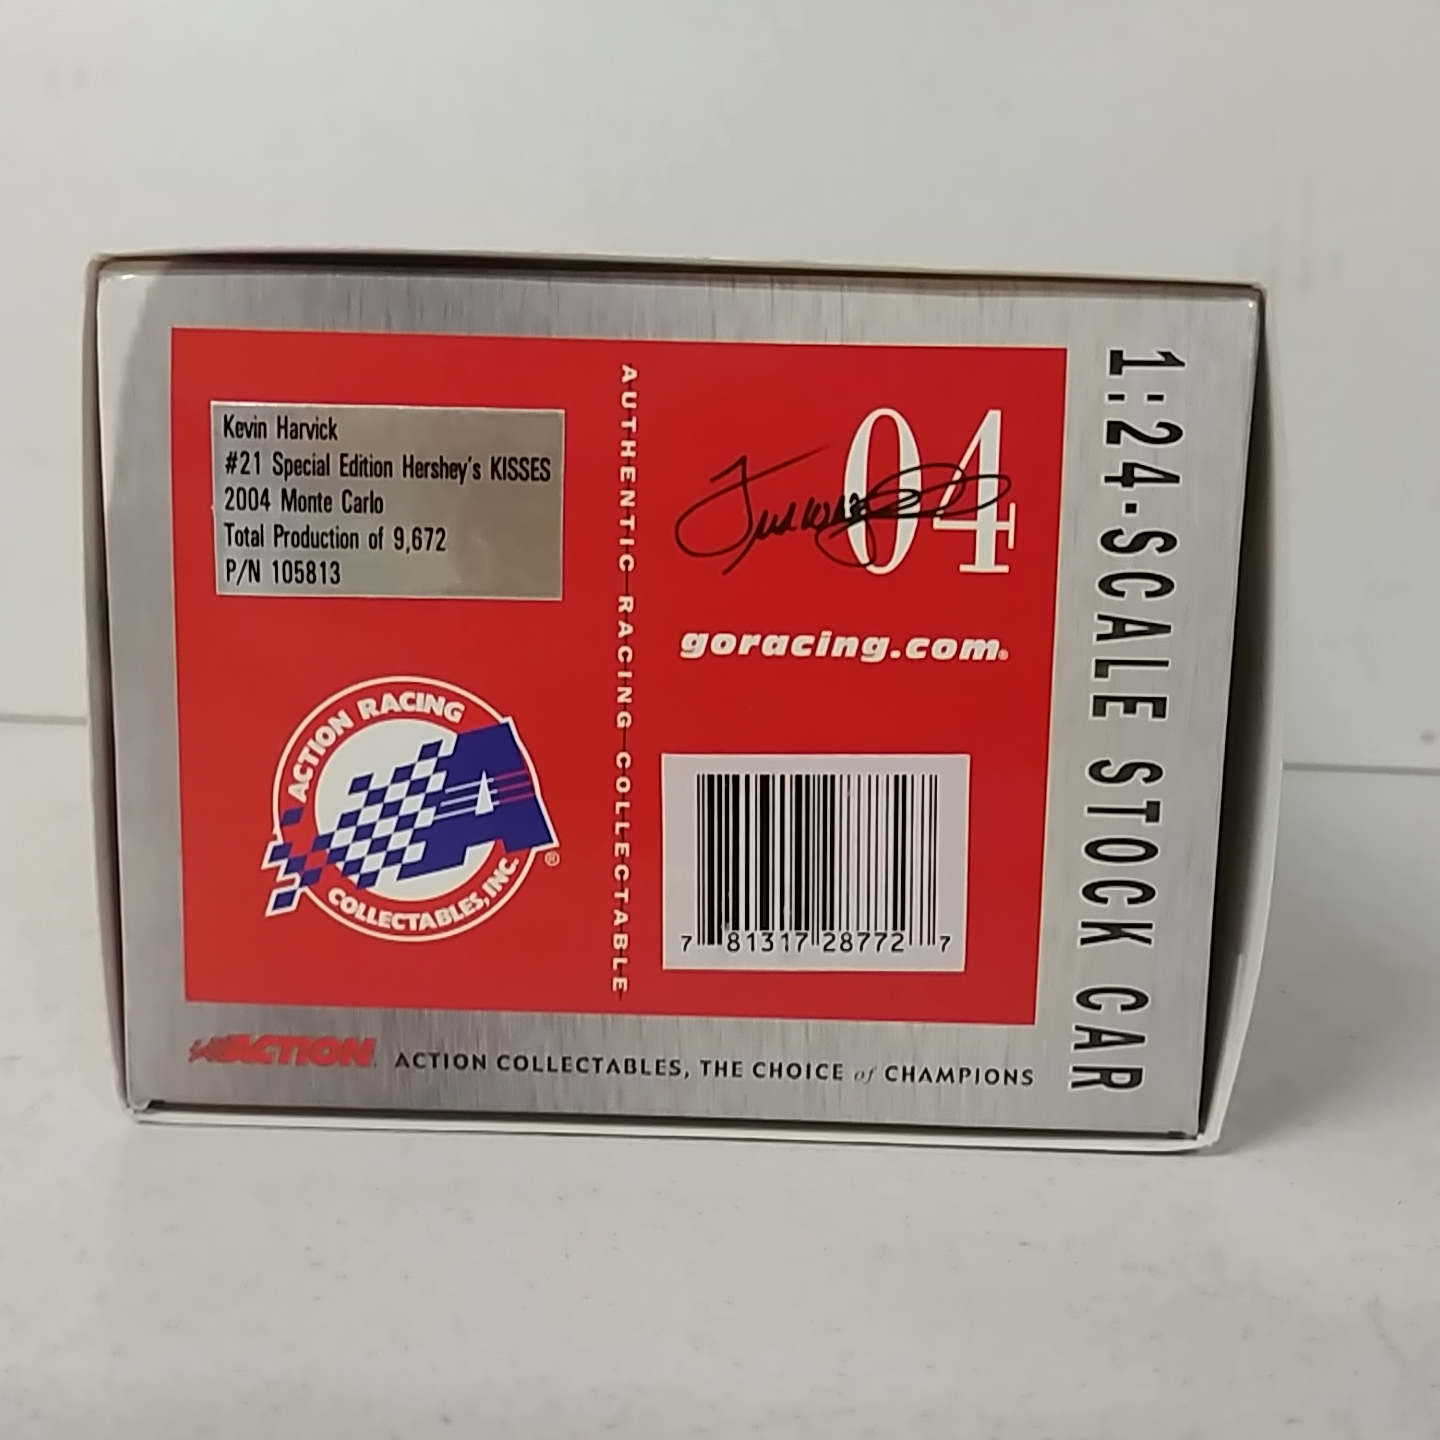 Kevin Harvick
#21 Special Edition Hershey's KISSES
2004 Monte Carlo
Total Production of 9,672
P/N 105813
ACTION RACING
COLLECTABLES, INC.
®
AUTHENTIC RACING COLLECTABLE
04
goracing.com®
7 81317 28772 7
ACTION
ACTION COLLECTABLES, THE CHOICE of CHAMPIONS
1:24-SCALE STOCK CAR